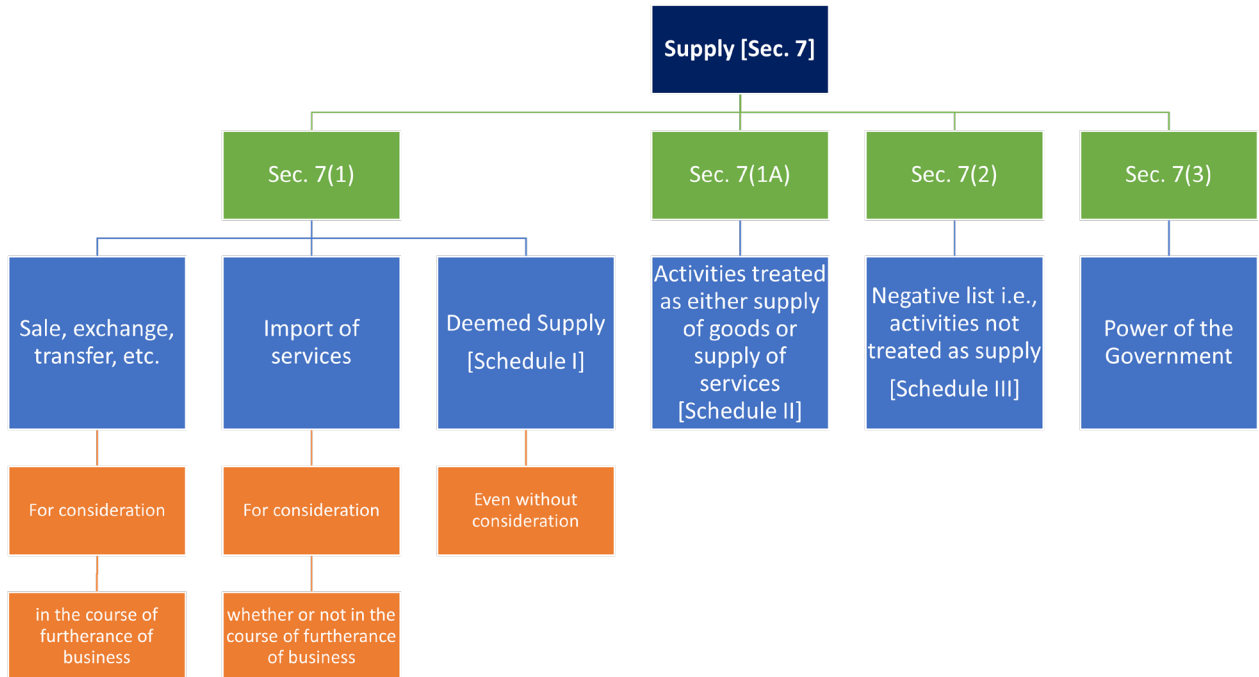 Supply [Sec. 7]
Sec. 7(1)
Sec. 7(1A)
Sec. 7(2)
Sec. 7(3)
Sale, exchange,
transfer, etc.
Import of
services
Deemed Supply
[Schedule I]
Activities treated
as either supply
of goods or
supply of
services
[Schedule II]
Negative list i.e.,
activities not
treated as supply
[Schedule III]
Power of the
Government
For consideration
For consideration
Even without
consideration
in the course of
furtherance of
business
whether or not in the
course of furtherance
of business